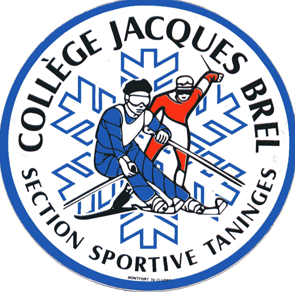 COLLÈGE JACQUES BREL
SECTION SPORTIVE TANINGES